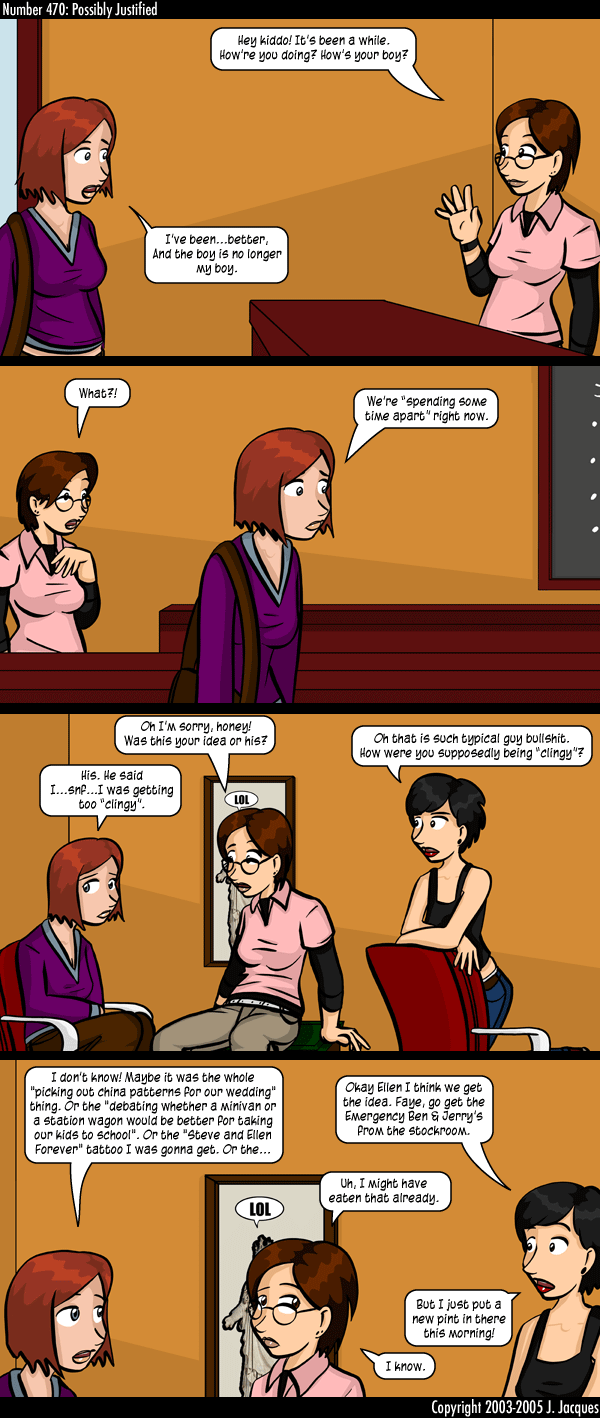 Number 470: Possibly Justified
Hey kiddo! It's been a while.
How're you doing? How's your boy?
I've been...better,
And the boy is no longer
my boy.
What?!
We're "spending some
time apart" right now.
Oh I'm sorry, honey!
Was this your idea or his?
Oh that is such typical guy bullshit.
How were you supposedly being "clingy"?
His. He said
I...snf...I was getting
too "clingy".
LOL
I don't know! Maybe it was the whole
"picking out china patterns for our wedding"
thing. Or the "debating whether a minivan or
a station wagon would be better for taking
our kids to school". Or the "Steve and Ellen
Forever" tattoo I was gonna get. Or the...
Okay Ellen I think we get
the idea. Faye, go get the
Emergency Ben & Jerry's
from the stockroom.
Uh, I might have
eaten that already.
LOL
But I just put a
new pint in there
this morning!
I know.
Copyright 2003-2005 J. Jacques